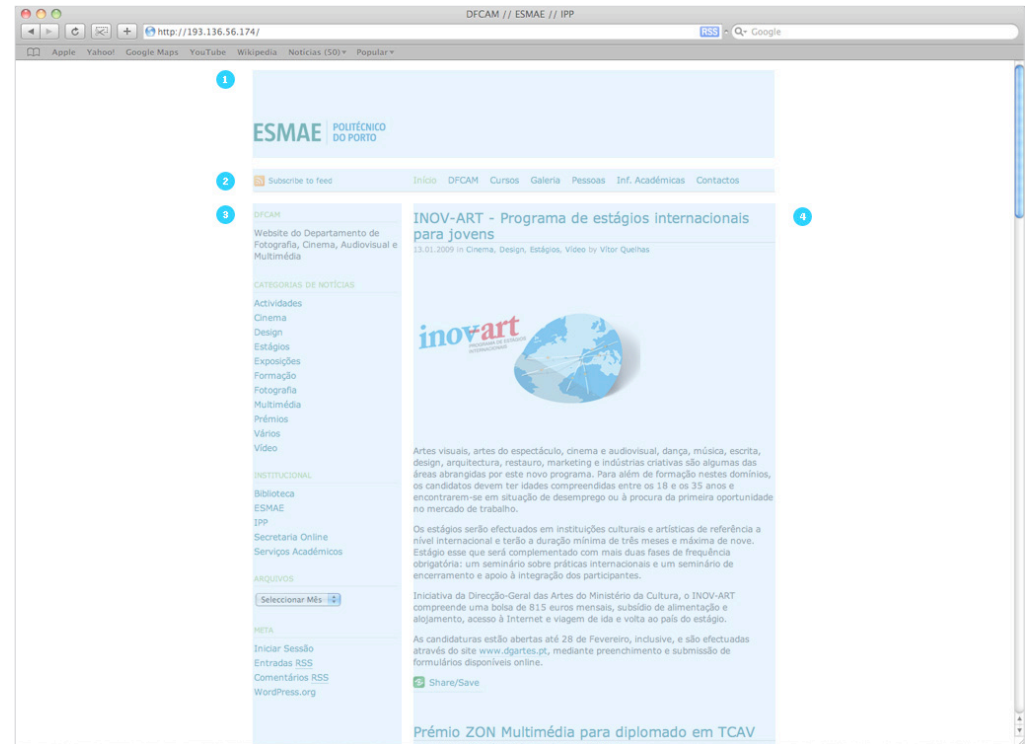 DFCAM // ESMAE // IPP
http://193.136.56.174/
RSS
Google
Apple Yahoo! Google Maps YouTube Wikipedia Notícias (50) Popular
1
ESMAE
POLITÉCNICO
DO PORTO
2
Subscribe to feed
Início DFCAM Cursos Galeria Pessoas Inf. Académicas Contactos
3
DFCAM
Website do Departamento de
Fotografia, Cinema, Audiovisual e
Multimédia
CATEGORIAS DE NOTÍCIAS
Actividades
Cinema
Design
Estágios
Exposições
Formação
Fotografia
Multimédia
Prémios
Vários
Vídeo
INSTITUCIONAL
Biblioteca
ESMAE
IPP
Secretaria Online
Serviços Académicos
ARQUIVOS
Seleccionar Mês
META
Iniciar Sessão
Entradas RSS
Comentários RSS
WordPress.org
4
INOV-ART - Programa de estágios internacionais
para jovens
13.01.2009 in Cinema, Design, Estágios, Vídeo by Vitor Quelhas
inov-art
PROGRAMA DE ESTÁGIOS
INTERNACIONAIS
Artes visuais, artes do espectáculo, cinema e audiovisual, dança, música, escrita,
design, arquitectura, restauro, marketing e indústrias criativas são algumas das
áreas abrangidas por este novo programa. Para além de formação nestes domínios,
os candidatos devem ter idades compreendidas entre os 18 e os 35 anos e
encontrarem-se em situação de desemprego ou à procura da primeira oportunidade
no mercado de trabalho.
Os estágios serão efectuados em instituições culturais e artísticas de referência a
nível internacional e terão a duração mínima de três meses e máxima de nove.
Estágio esse que será complementado com mais duas fases de frequência
obrigatória: um seminário sobre práticas internacionais e um seminário de
encerramento e apoio à integração dos participantes.
Iniciativa da Direcção-Geral das Artes do Ministério da Cultura, o INOV-ART
compreende uma bolsa de 815 euros mensais, subsídio de alimentação e
alojamento, acesso à Internet e viagem de ida e volta ao país do estágio.
As candidaturas estão abertas até 28 de Fevereiro, inclusive, e são efectuadas
através do site www.dgartes.pt, mediante preenchimento e submissão de
formulários disponíveis online.
Share/Save
Prémio ZON Multimédia para diplomado em TCAV